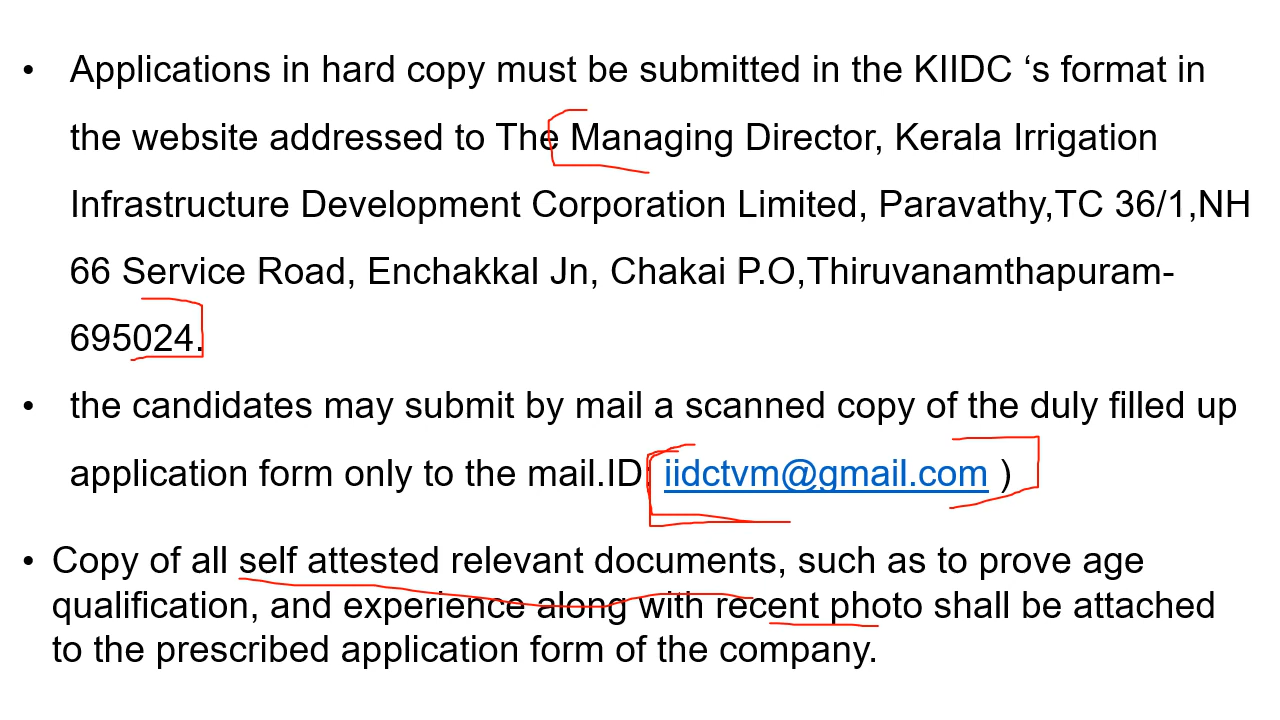 • Applications in hard copy must be submitted in the KIIDC ‘s format in
the website addressed to The Managing Director, Kerala Irrigation
Infrastructure Development Corporation Limited, Paravathy,TC 36/1,NH
66 Service Road, Enchakkal Jn, Chakai P.O,Thiruvanamthapuram-
695024.
• the candidates may submit by mail a scanned copy of the duly filled up
application form only to the mail.ID: iidctvm@gmail.com )
• Copy of all self attested relevant documents, such as to prove age
qualification, and experience along with recent photo shall be attached
to the prescribed application form of the company.